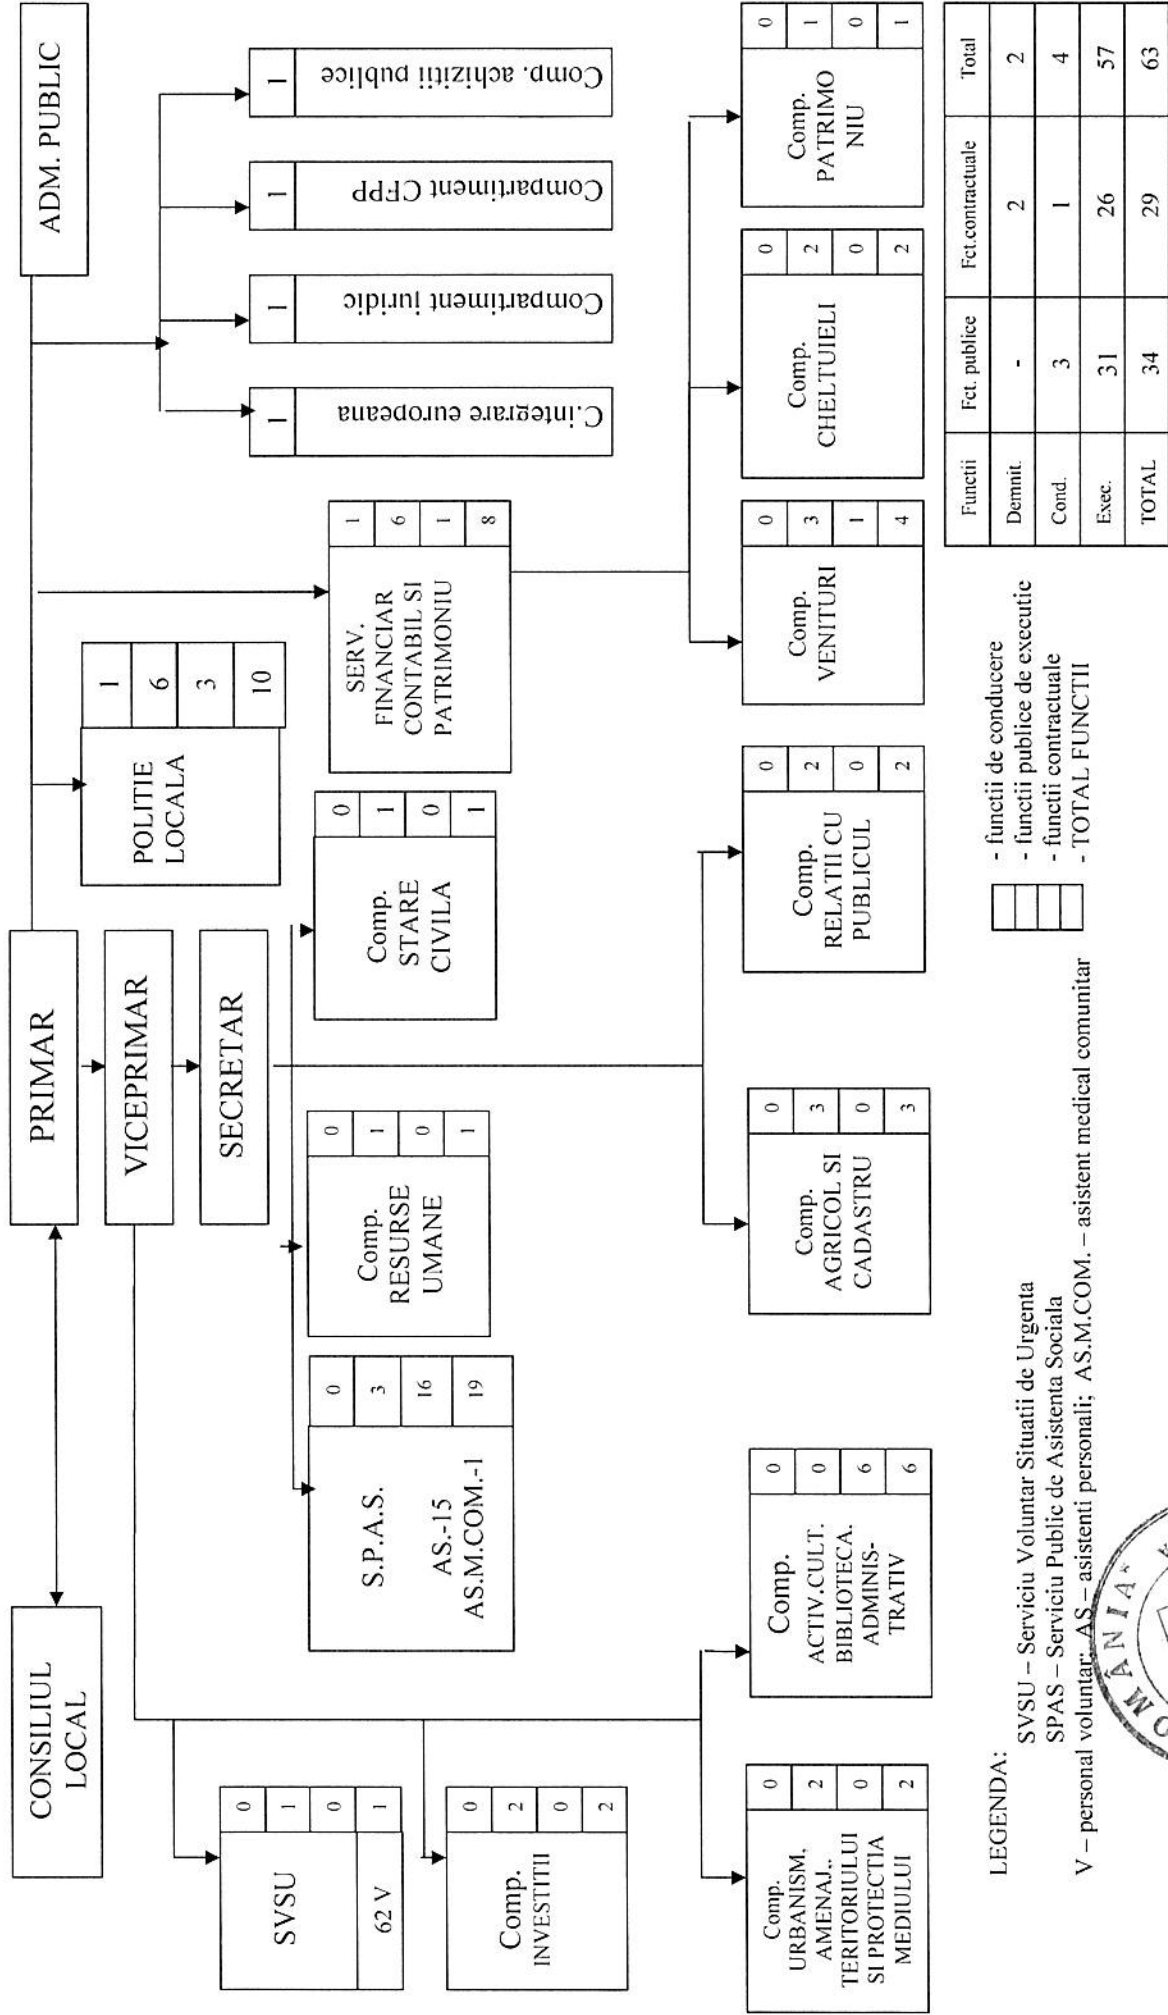 CONSILIUL
LOCAL
PRIMAR
ADM. PUBLIC
VICEPRIMAR
SECRETAR
POLITIE
LOCALA
1
6
3
10
1
Comp. achizitii publice
1
Compartiment CFPP
1
Compartiment juridic
1
C.integrare europeana
SVSU
0
1
0
1
62 V
S.P.A.S.
AS.-15
AS.M.COM.-1
0
3
16
19
Comp.
RESURSE
UMANE
0
1
0
1
Comp.
STARE
CIVILA
0
1
0
1
SERV.
FINANCIAR
CONTABIL SI
PATRIMONIU
1
6
1
8
Comp.
INVESTITII
0
2
0
2
Comp.
URBANISM,
AMENAJ..
TERITORIULUI
SI PROTECTIA
MEDIULUI
0
2
0
2
Comp.
ACTIV.CULT.
BIBLIOTECA.
ADMINIS-
TRATIV
0
0
6
6
Comp.
AGRICOL SI
CADASTRU
0
3
0
3
Comp.
RELATII CU
PUBLICUL
0
2
0
2
Comp.
VENITURI
0
3
1
4
Comp.
CHELTUIELI
0
2
0
2
Comp.
PATRIMO
NIU
0
1
0
1
LEGENDA:
SVSU – Serviciu Voluntar Situatii de Urgenta
SPAS – Serviciu Public de Asistenta Sociala
V – personal voluntar; AS – asistenti personali; AS.M.COM. – asistent medical comunitar
- functii de conducere
- functii publice de executie
- functii contractuale
- TOTAL FUNCTII
Functii Fct. publice Fct.contractuale Total
Demnit. - 2 2
Cond. 3 1 4
Exec. 31 26 57
TOTAL 34 29 63